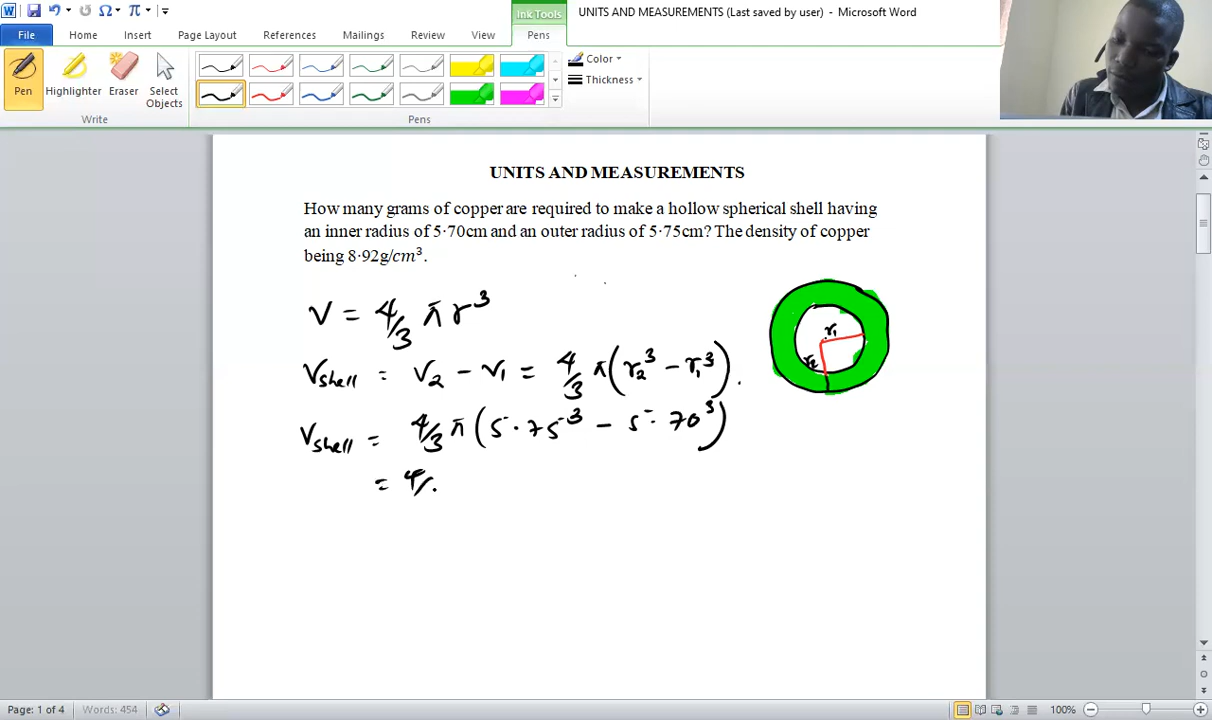 Ink Tools
UNITS AND MEASUREMENTS (Last saved by user) - Microsoft Word
File Home Insert Page Layout References Mailings Review View Pens
Pen Highlighter Eraser Select Objects
Color
Thickness
Write Pens
UNITS AND MEASUREMENTS
How many grams of copper are required to make a hollow spherical shell having
an inner radius of 5·70cm and an outer radius of 5·75cm? The density of copper
being 8·92g/cm³.
V = 4/3 π r³
Vshell = V₂ - V₁ = 4/3 π(r₂³ - r₁³).
Vshell = 4/3 π(5·75³ - 5·70³)
= 4/
r₁
r₂
Page: 1 of 4 Words: 454 100%